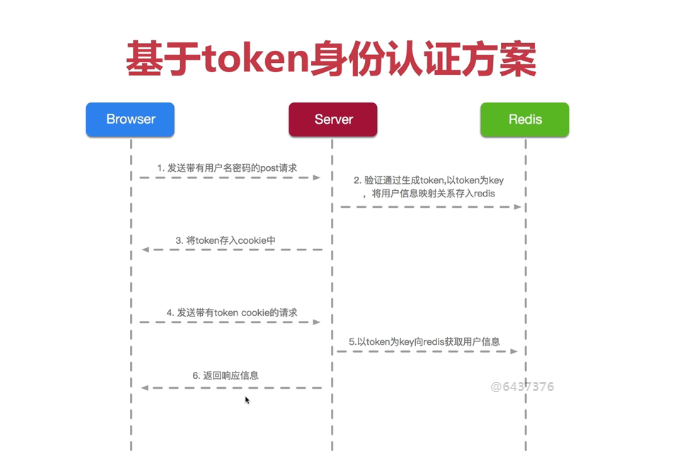 基于token身份认证方案
Browser
Server
Redis
1. 发送带有用户名密码的post请求
2. 验证通过生成token,以token为key
，将用户信息映射关系存入redis
3. 将token存入cookie中
4. 发送带有token cookie的请求
5.以token为key向redis获取用户信息
6. 返回响应信息
@6437376